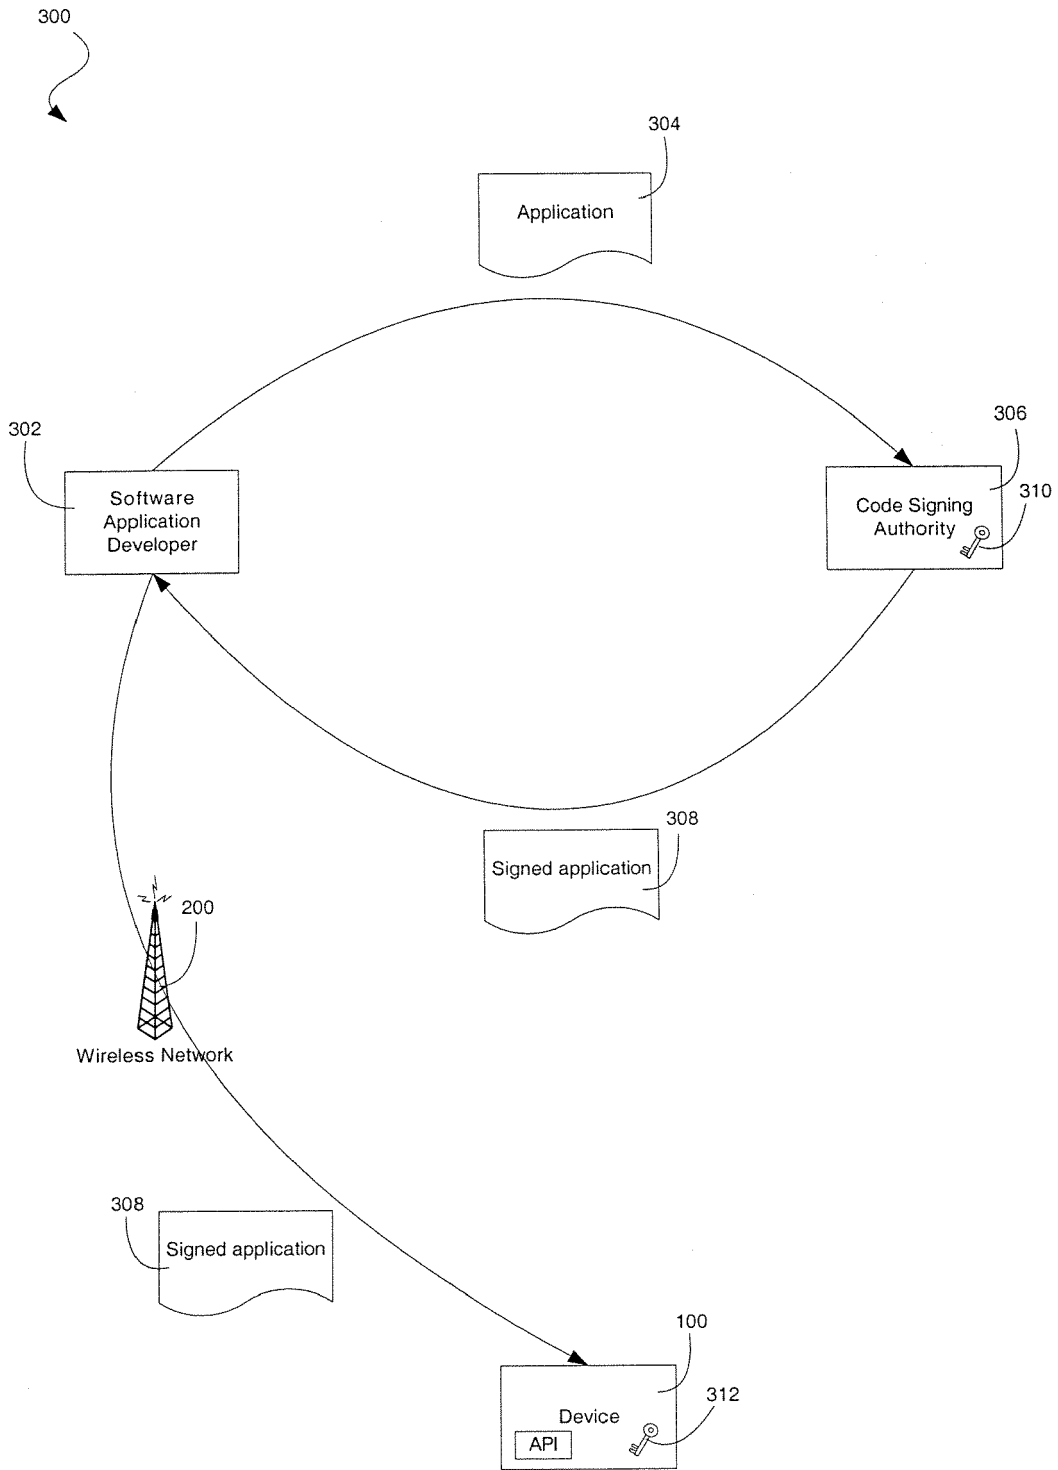 300
304
Application
302
306
Software
Application
Developer
Code Signing
Authority
310
308
Signed application
200
Wireless Network
308
Signed application
100
312
Device
API